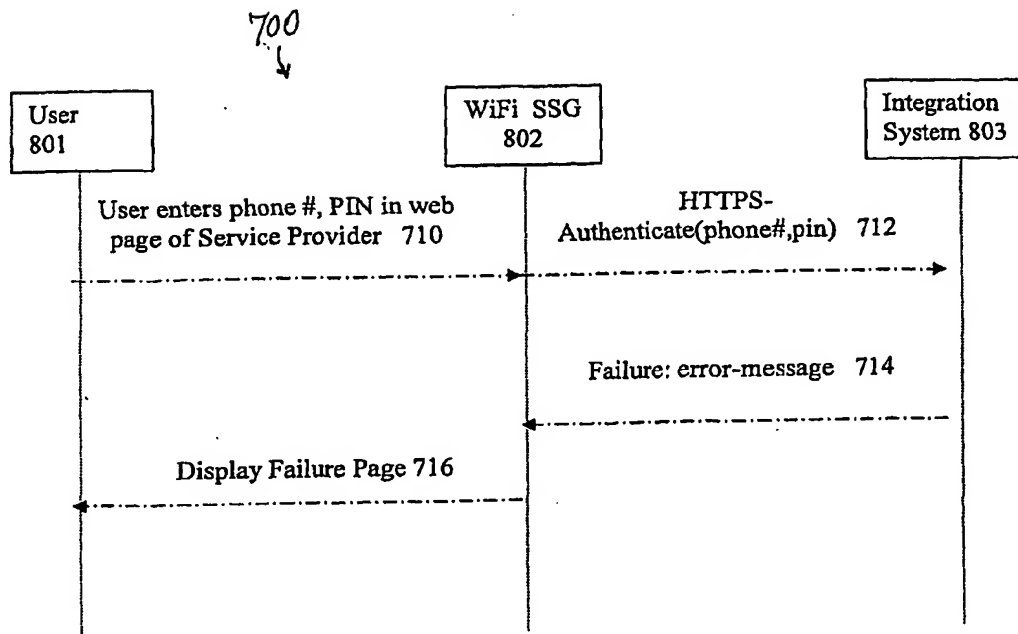 700
User
801
WiFi SSG
802
Integration
System 803
User enters phone #, PIN in web
page of Service Provider 710
HTTPS-
Authenticate(phone#,pin) 712
Failure: error-message 714
Display Failure Page 716